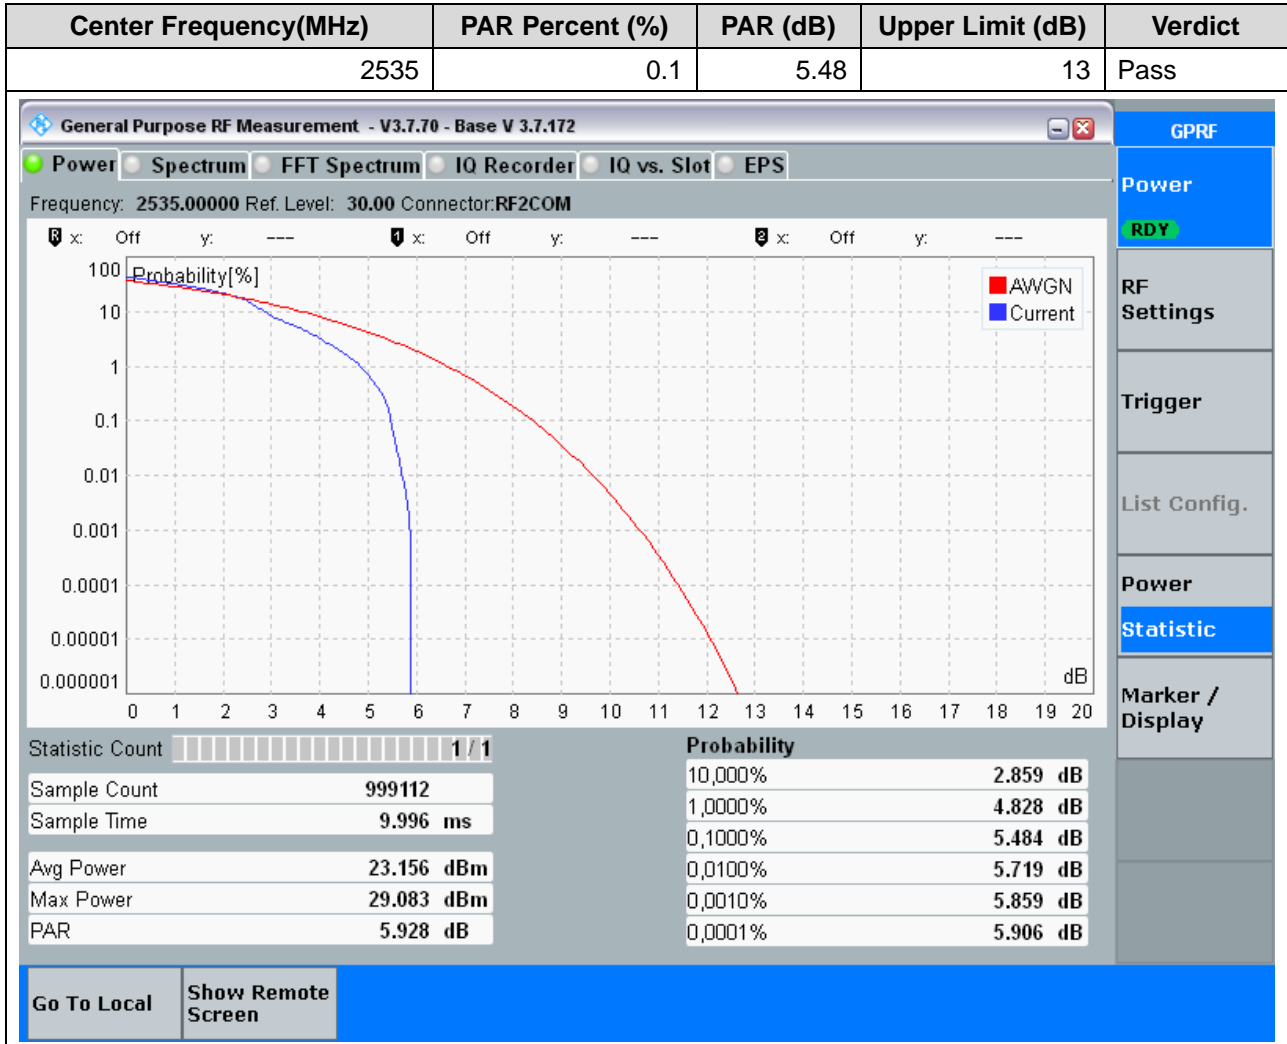 Center Frequency(MHz) PAR Percent (%) PAR (dB) Upper Limit (dB) Verdict
2535 0.1 5.48 13 Pass
General Purpose RF Measurement - V3.7.70 - Base V 3.7.172
GPRF
Power Spectrum FFT Spectrum IQ Recorder IQ vs. Slot EPS
Frequency: 2535.00000 Ref. Level: 30.00 Connector:RF2COM
R x: Off y: --- 1 x: Off y: --- 2 x: Off y: ---
Probability[%]
AWGN
Current
100
10
1
0.1
0.01
0.001
0.0001
0.00001
0.000001
dB
0 1 2 3 4 5 6 7 8 9 10 11 12 13 14 15 16 17 18 19 20
Statistic Count 1 / 1
Sample Count 999112
Sample Time 9.996 ms
Avg Power 23.156 dBm
Max Power 29.083 dBm
PAR 5.928 dB
Probability
10,000% 2.859 dB
1,0000% 4.828 dB
0,1000% 5.484 dB
0,0100% 5.719 dB
0,0010% 5.859 dB
0,0001% 5.906 dB
Power
RDY
RF
Settings
Trigger
List Config.
Power
Statistic
Marker /
Display
Go To Local
Show Remote
Screen